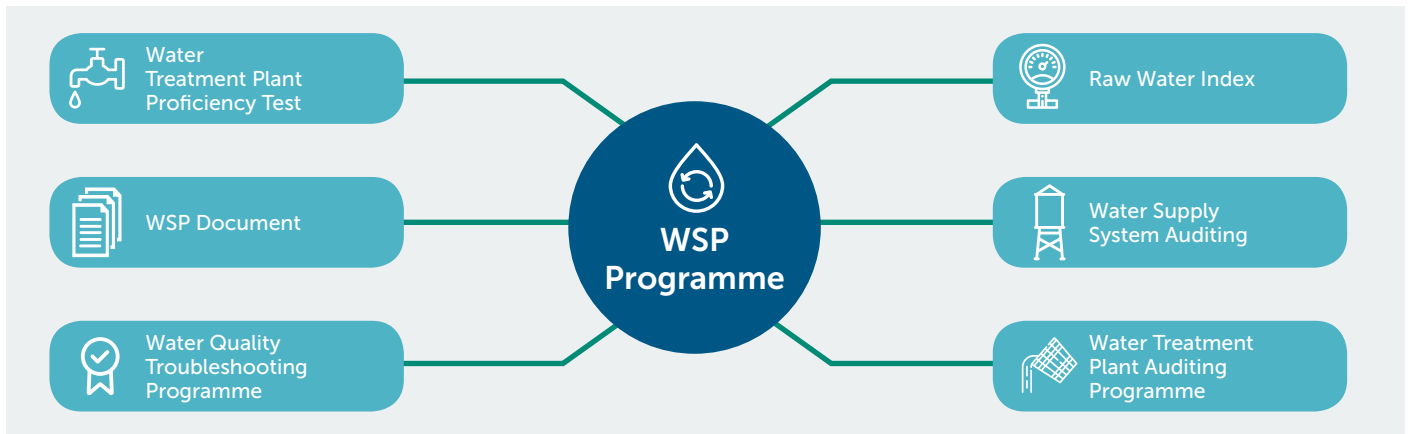 Water
Treatment Plant
Proficiency Test
WSP Document
Water Quality
Troubleshooting
Programme
WSP
Programme
Raw Water Index
Water Supply
System Auditing
Water Treatment
Plant Auditing
Programme